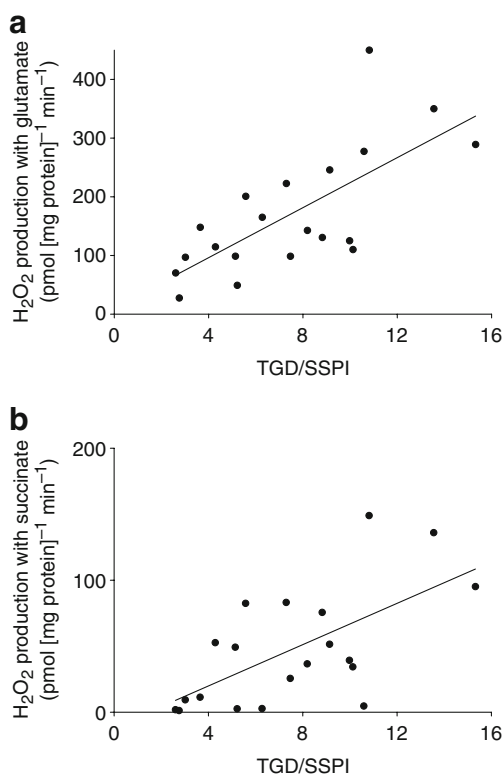 a
H₂O₂ production with glutamate
(pmol [mg protein]⁻¹ min⁻¹)
400
300
200
100
0
0 4 8 12 16
TGD/SSPI
b
H₂O₂ production with succinate
(pmol [mg protein]⁻¹ min⁻¹)
200
100
0
0 4 8 12 16
TGD/SSPI